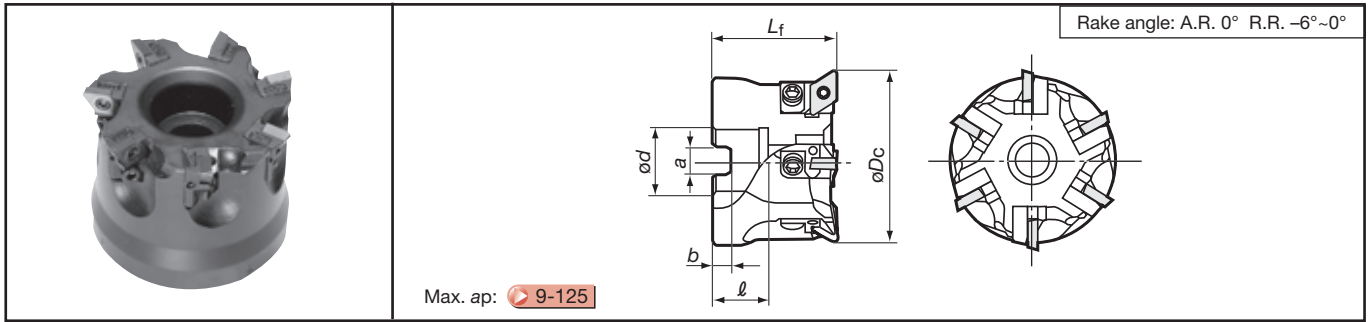 Rake angle: A.R. 0° R.R. –6°~0°
Lf
ød
a
øDc
b
ℓ
Max. ap: 9-125